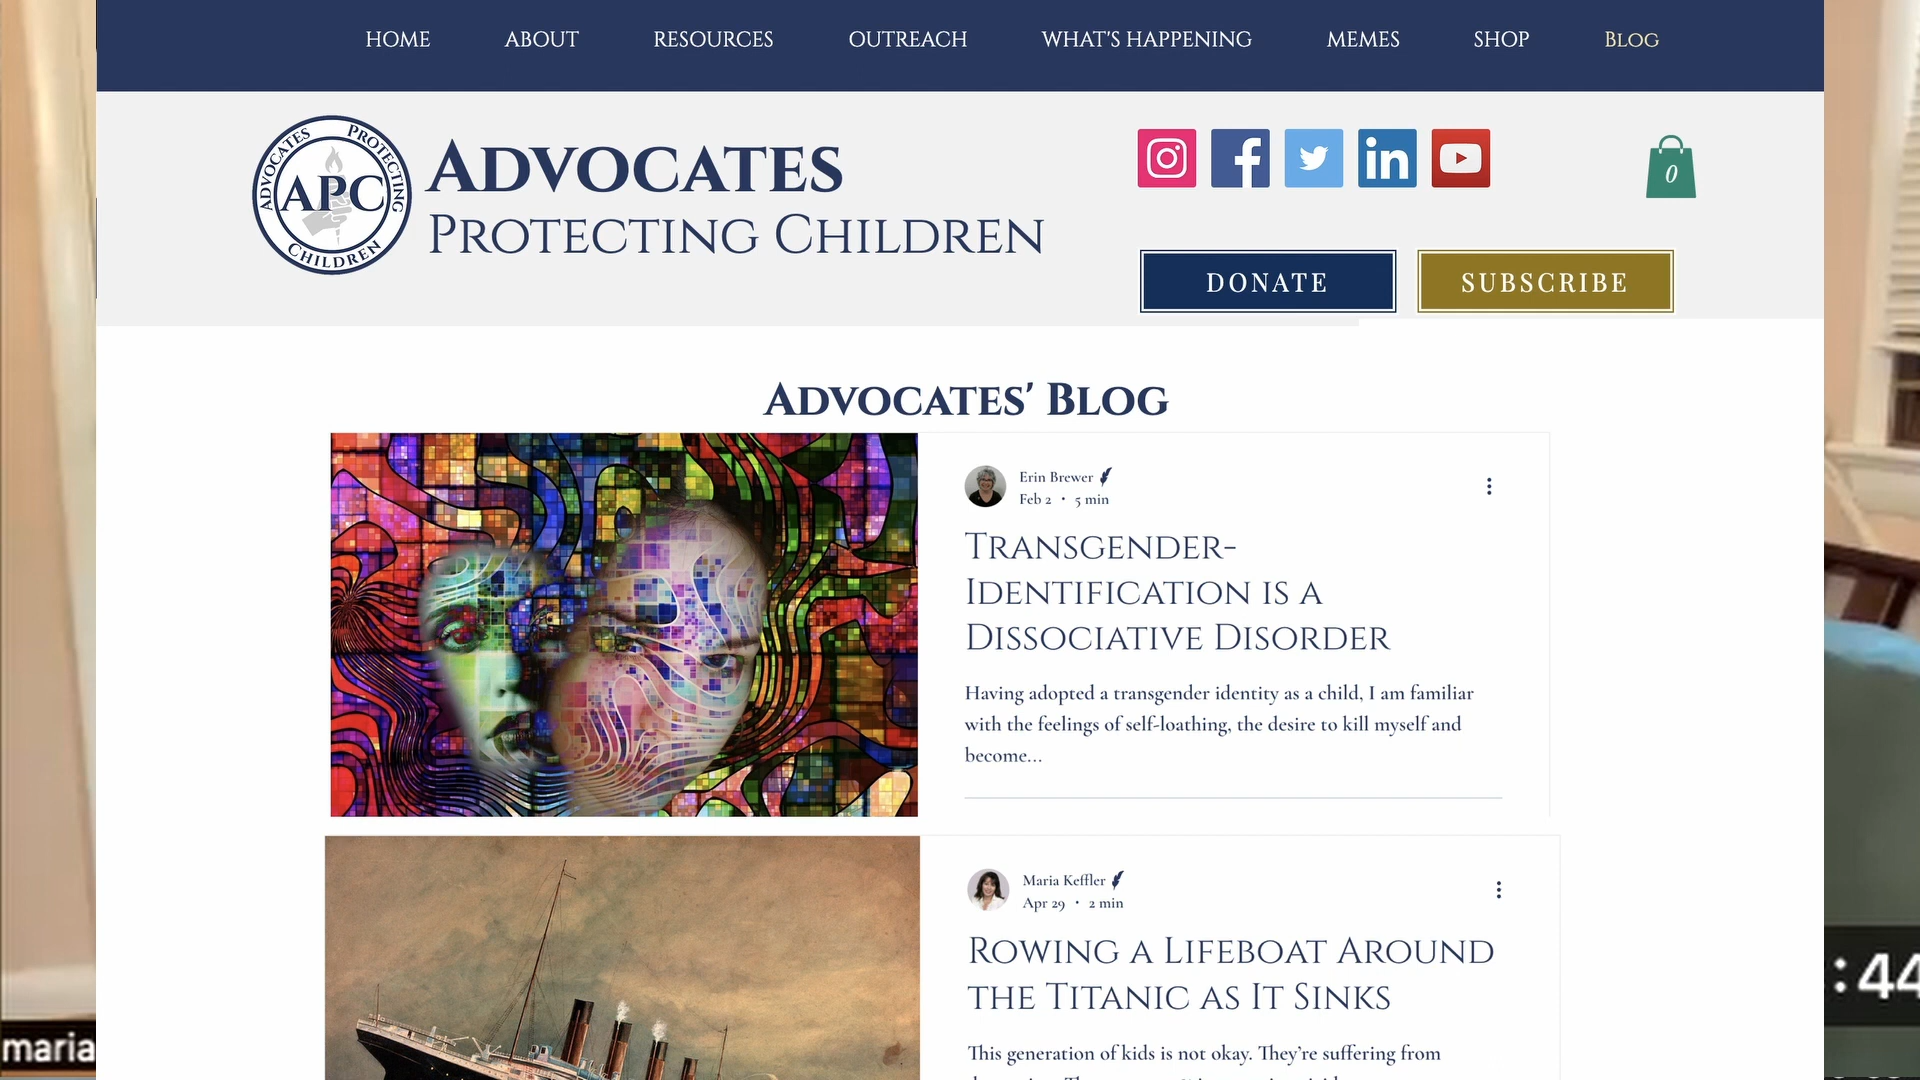 HOME ABOUT RESOURCES OUTREACH WHAT'S HAPPENING MEMES SHOP BLOG
ADVOCATES PROTECTING CHILDREN
APC
ADVOCATES
PROTECTING CHILDREN
in
0
DONATE SUBSCRIBE
ADVOCATES' BLOG
Erin Brewer
Feb 2 · 5 min
TRANSGENDER-
IDENTIFICATION IS A
DISSOCIATIVE DISORDER
Having adopted a transgender identity as a child, I am familiar
with the feelings of self-loathing, the desire to kill myself and
become...
Maria Keffler
Apr 29 · 2 min
ROWING A LIFEBOAT AROUND
THE TITANIC AS IT SINKS
This generation of kids is not okay. They're suffering from
:44
maria